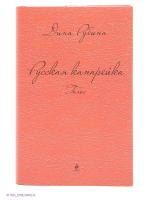 Дина Рубина
Русская канарейка
Голос